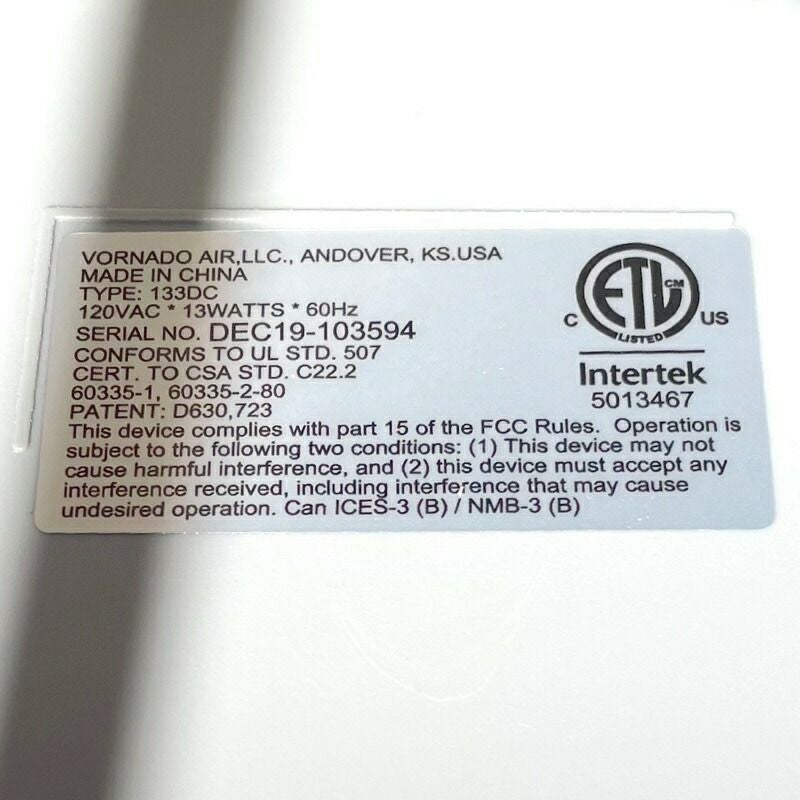 VORNADO AIR,LLC., ANDOVER, KS.USA
MADE IN CHINA
TYPE: 133DC
120VAC * 13WATTS * 60Hz
SERIAL NO. DEC19-103594
CONFORMS TO UL STD. 507
CERT. TO CSA STD. C22.2
60335-1, 60335-2-80
PATENT: D630,723
This device complies with part 15 of the FCC Rules. Operation is
subject to the following two conditions: (1) This device may not
cause harmful interference, and (2) this device must accept any
interference received, including interference that may cause
undesired operation. Can ICES-3 (B) / NMB-3 (B)
ETL CM
LISTED
C US
Intertek
5013467